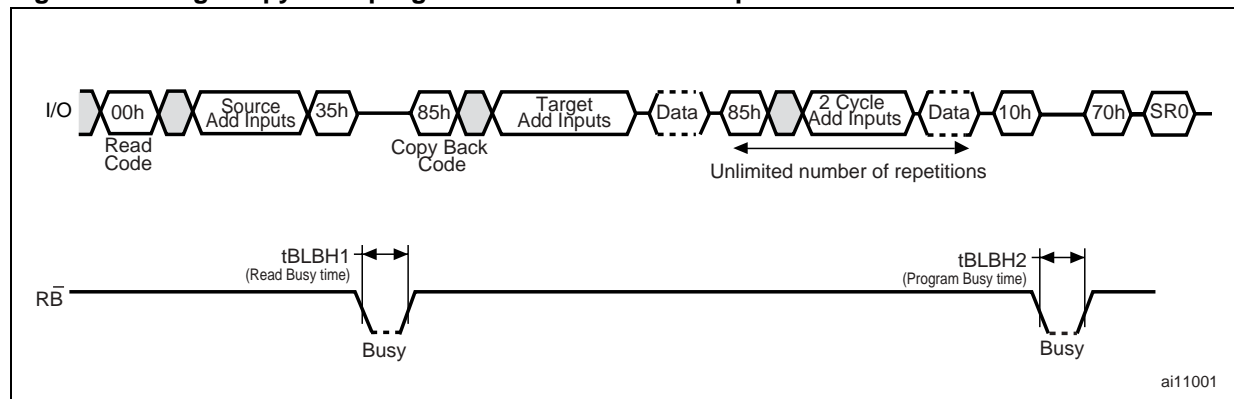 I/O 00h Source Add Inputs 35h 85h Target Add Inputs Data 85h 2 Cycle Add Inputs Data 10h 70h SR0
Read Code
Copy Back Code
Unlimited number of repetitions
tBLBH1
(Read Busy time)
tBLBH2
(Program Busy time)
RB̅
Busy
Busy
ai11001